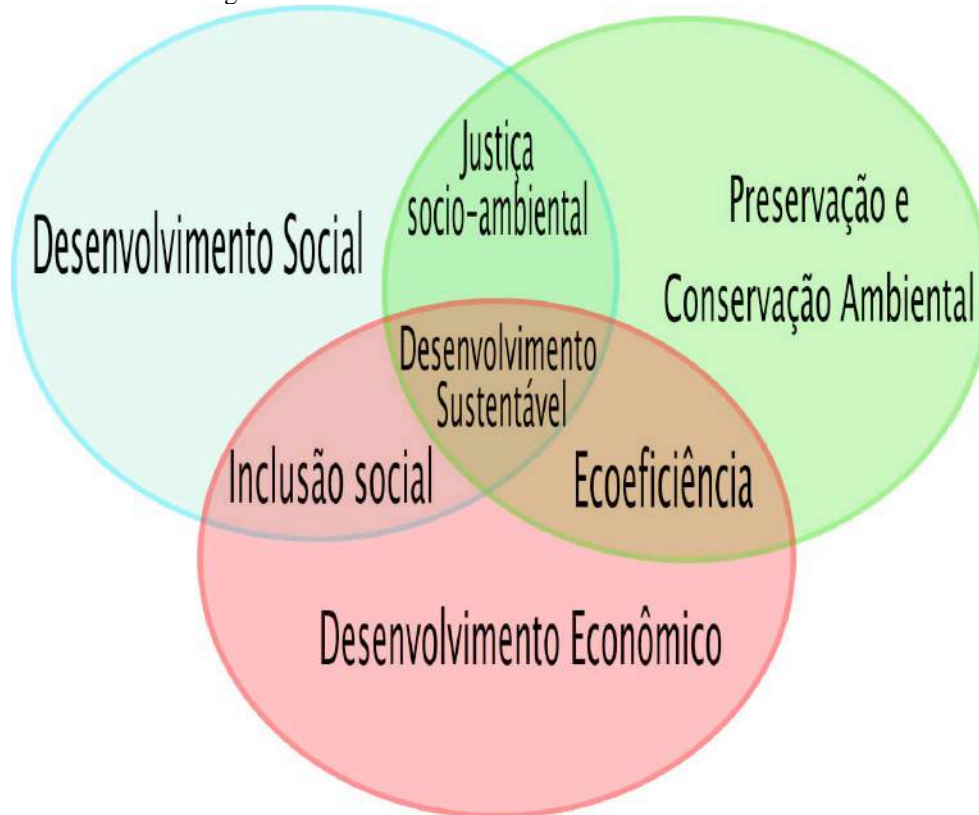 Justiça
socio-ambiental
Preservação e
Desenvolvimento Social
Conservação Ambiental
Desenvolvimento
Sustentável
Inclusão social
Ecoeficiência
Desenvolvimento Econômico